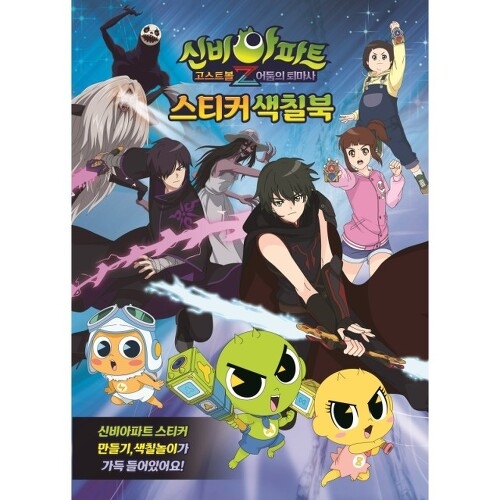 신비아파트
고스트볼Z 어둠의 퇴마사
스티커 색칠북
신비아파트 스티커
만들기, 색칠놀이가
가득 들어있어요!